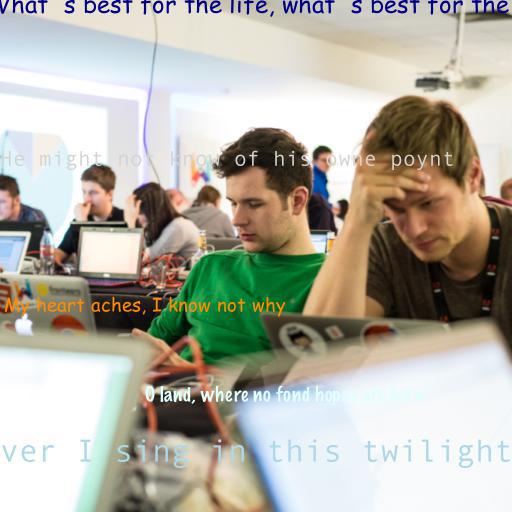 What's best for the life, what's best for the
He might not know of his owne poynt
My heart aches, I know not why
O land, where no fond hope
ver I sing in this twilight